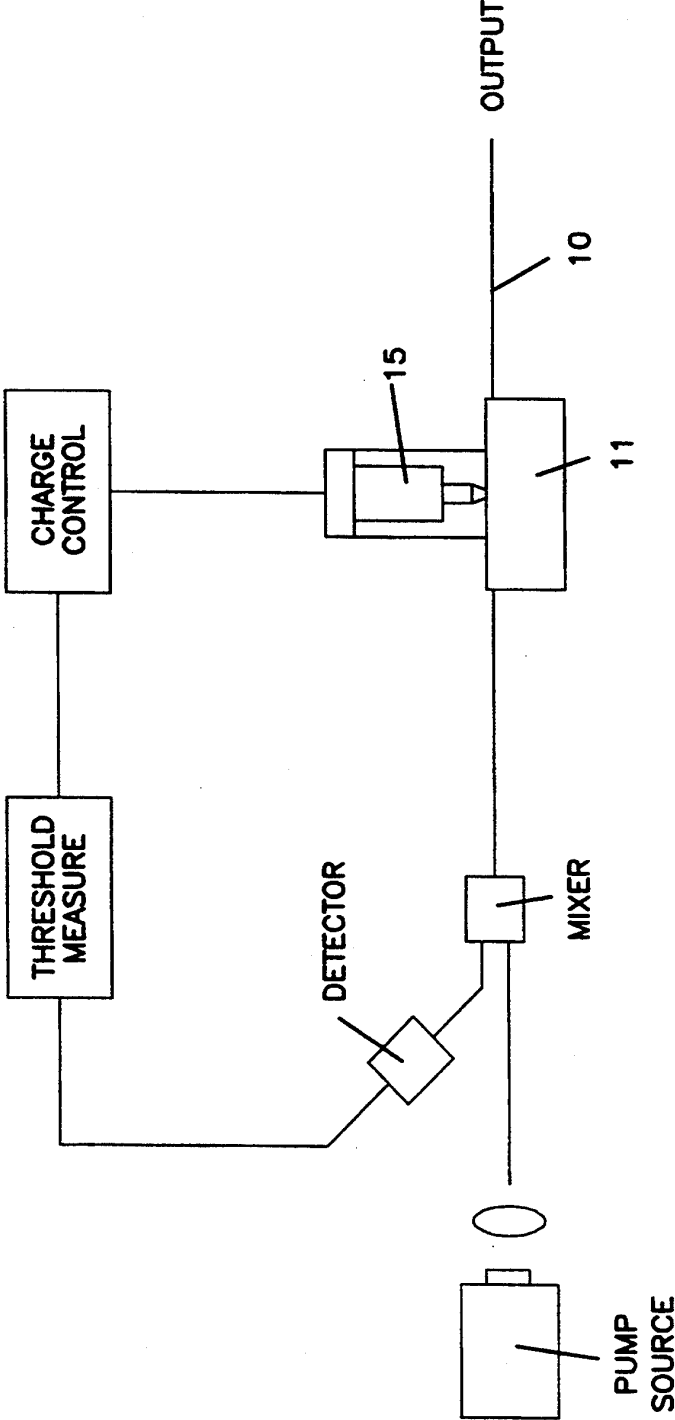 THRESHOLD
MEASURE
CHARGE
CONTROL
DETECTOR
15
OUTPUT
10
11
MIXER
PUMP
SOURCE